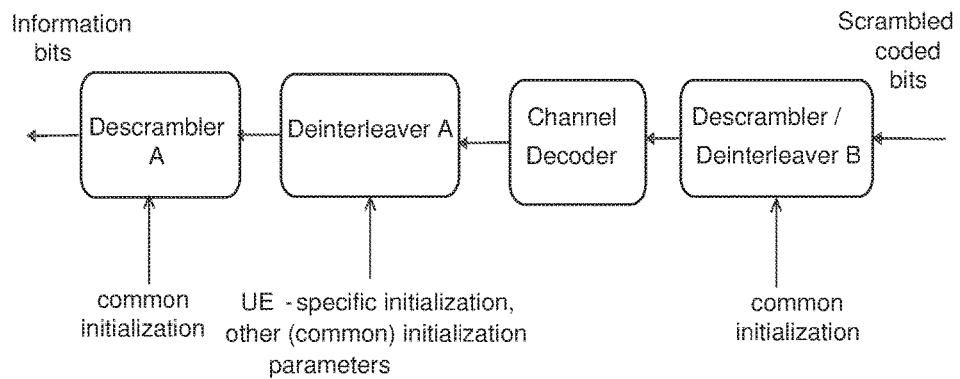 Information
bits
Scrambled
coded
bits
Descrambler
A
Deinterleaver A
Channel
Decoder
Descrambler /
Deinterleaver B
common
initialization
UE - specific initialization,
other (common) initialization
parameters
common
initialization